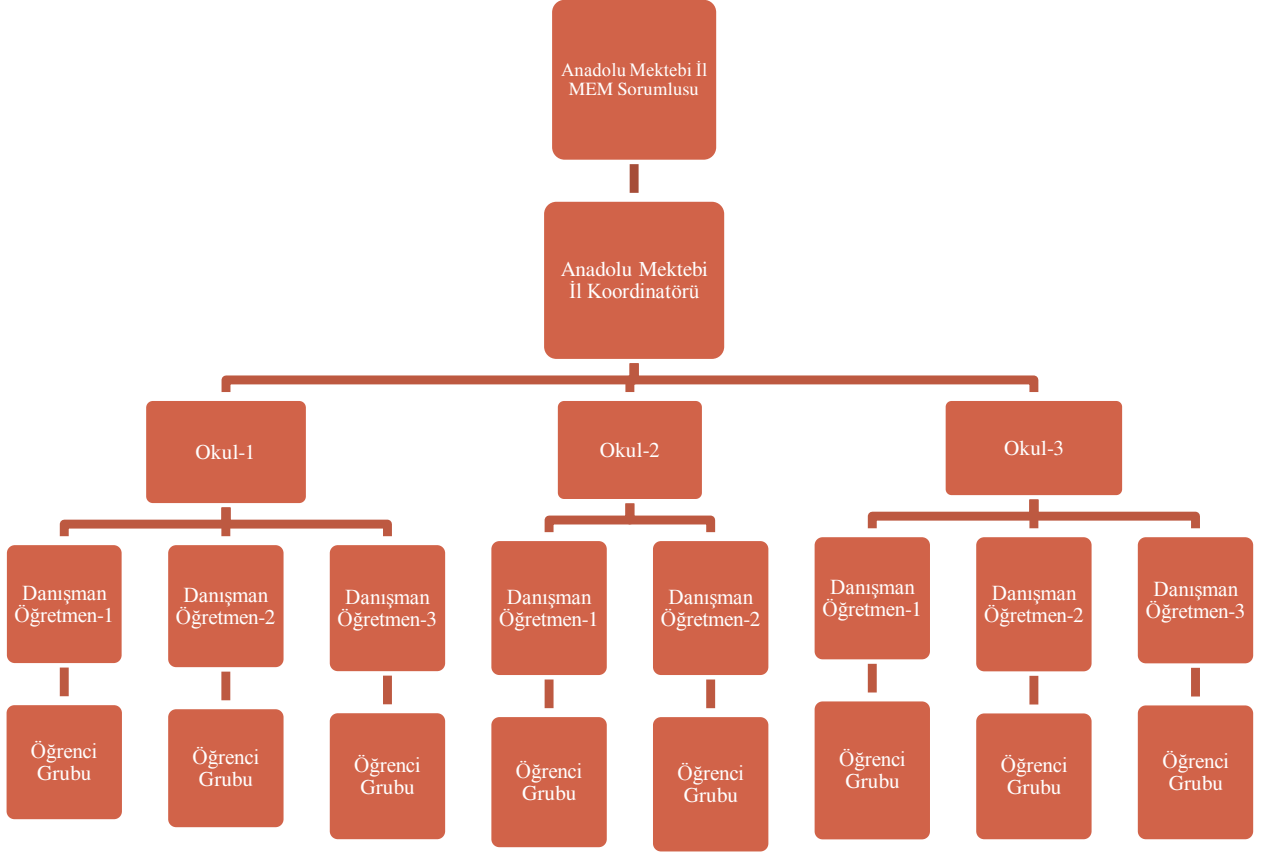 Anadolu Mektebi İl
MEM Sorumlusu
Anadolu Mektebi
İl Koordinatörü
Okul-1
Okul-2
Okul-3
Danışman
Öğretmen-1
Danışman
Öğretmen-2
Danışman
Öğretmen-3
Danışman
Öğretmen-1
Danışman
Öğretmen-2
Danışman
Öğretmen-1
Danışman
Öğretmen-2
Danışman
Öğretmen-3
Öğrenci
Grubu
Öğrenci
Grubu
Öğrenci
Grubu
Öğrenci
Grubu
Öğrenci
Grubu
Öğrenci
Grubu
Öğrenci
Grubu
Öğrenci
Grubu